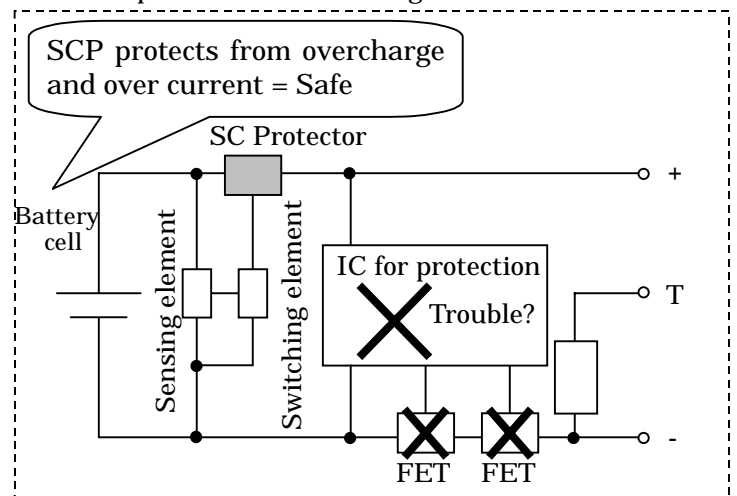 SCP protects from overcharge
and over current = Safe
SC Protector
+
Battery
cell
Sensing element
Switching element
IC for protection
Trouble?
T
-
FET
FET